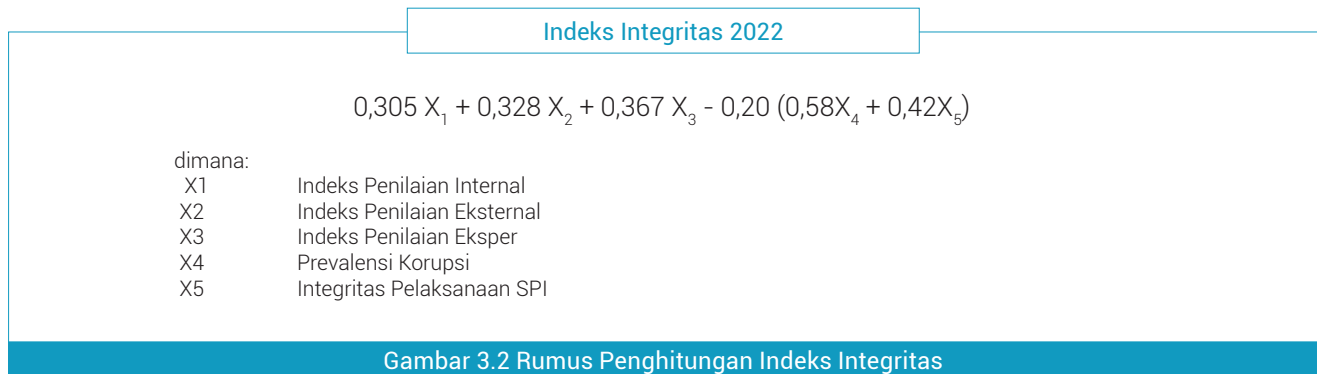 Indeks Integritas 2022
0,305 X₁ + 0,328 X₂ + 0,367 X₃ - 0,20 (0,58X₄ + 0,42X₅)
dimana:
X1 Indeks Penilaian Internal
X2 Indeks Penilaian Eksternal
X3 Indeks Penilaian Eksper
X4 Prevalensi Korupsi
X5 Integritas Pelaksanaan SPI
Gambar 3.2 Rumus Penghitungan Indeks Integritas